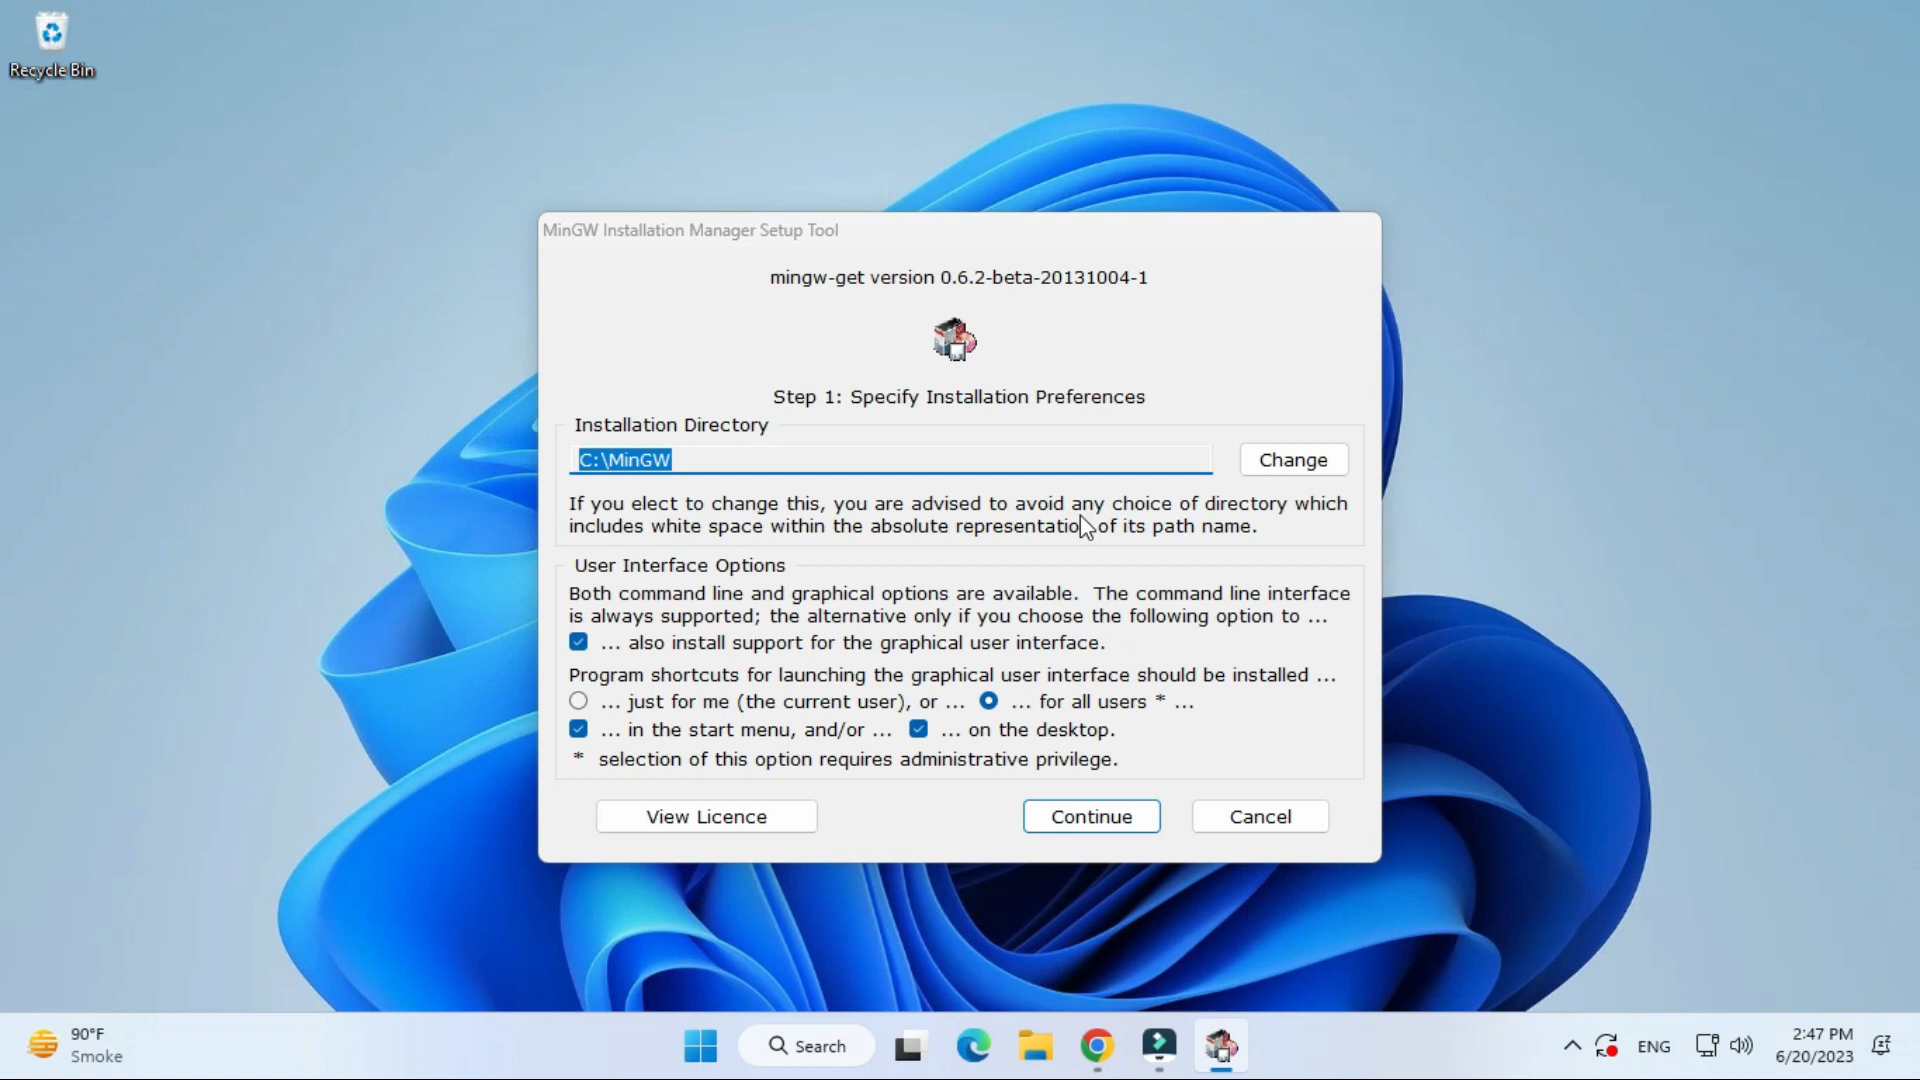 Recycle Bin
MinGW Installation Manager Setup Tool
mingw-get version 0.6.2-beta-20131004-1
Step 1: Specify Installation Preferences
Installation Directory
C:\MinGW
Change
If you elect to change this, you are advised to avoid any choice of directory which
includes white space within the absolute representation of its path name.
User Interface Options
Both command line and graphical options are available. The command line interface
is always supported; the alternative only if you choose the following option to ...
... also install support for the graphical user interface.
Program shortcuts for launching the graphical user interface should be installed ...
... just for me (the current user), or ... ... for all users * ...
... in the start menu, and/or ... ... on the desktop.
* selection of this option requires administrative privilege.
View Licence
Continue
Cancel
90°F
Smoke
Search
ENG
2:47 PM
6/20/2023